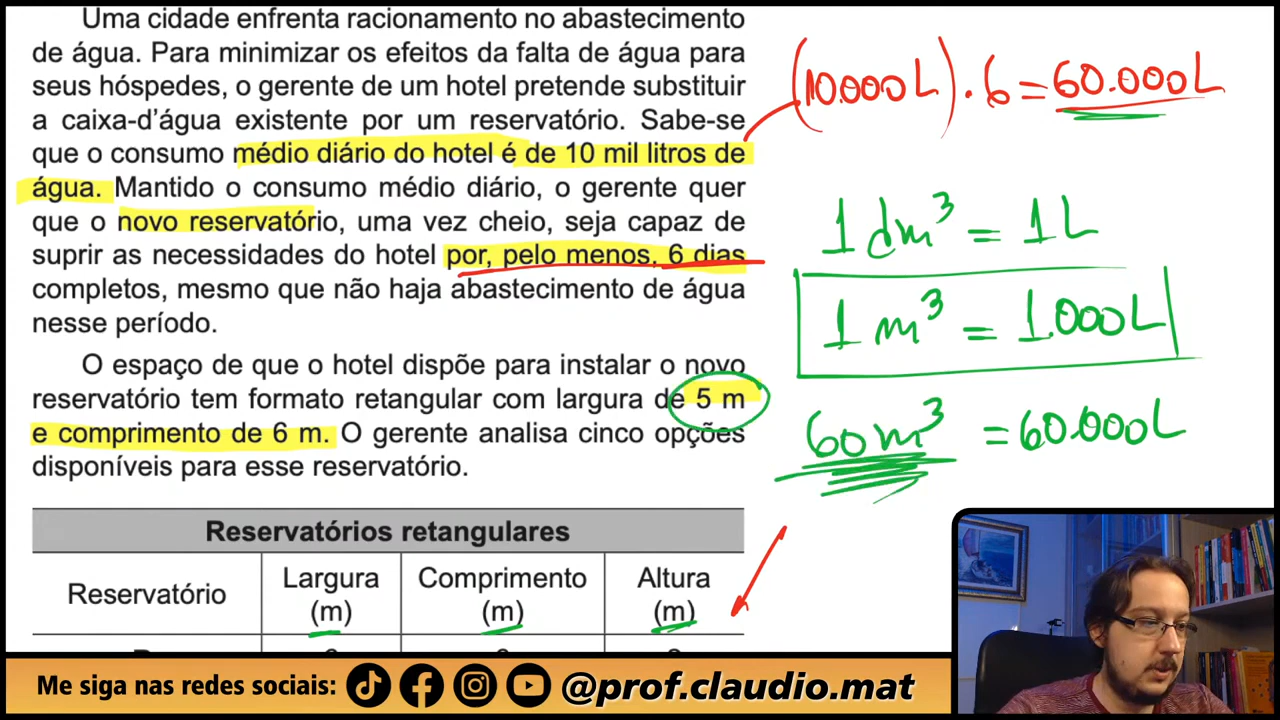 Uma cidade enfrenta racionamento no abastecimento
de água. Para minimizar os efeitos da falta de água para
seus hóspedes, o gerente de um hotel pretende substituir
a caixa-d’água existente por um reservatório. Sabe-se
que o consumo médio diário do hotel é de 10 mil litros de
água. Mantido o consumo médio diário, o gerente quer
que o novo reservatório, uma vez cheio, seja capaz de
suprir as necessidades do hotel por, pelo menos, 6 dias
completos, mesmo que não haja abastecimento de água
nesse período.
O espaço de que o hotel dispõe para instalar o novo
reservatório tem formato retangular com largura de 5 m
e comprimento de 6 m. O gerente analisa cinco opções
disponíveis para esse reservatório.
Reservatórios retangulares
Reservatório
Largura
(m)
Comprimento
(m)
Altura
(m)
(10.000L) . 6 = 60.000L
1 dm³ = 1L
1 m³ = 1.000L
60 m³ = 60.000L
Me siga nas redes sociais: @prof.claudio.mat